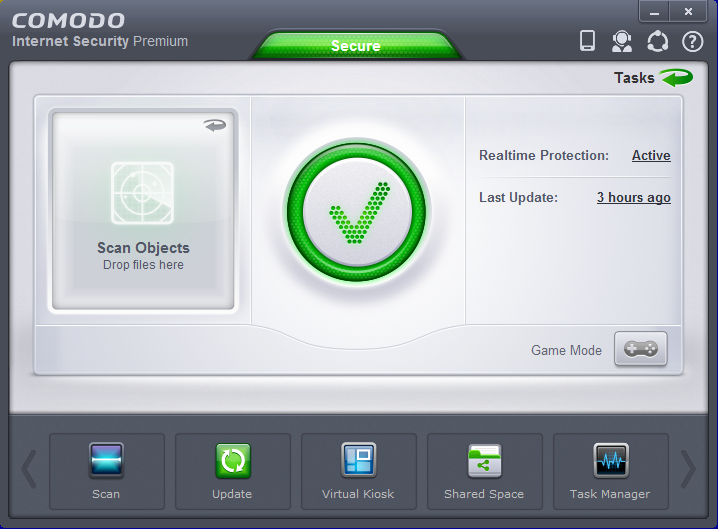 COMODO
Internet Security Premium
Secure
?
Tasks
Scan Objects
Drop files here
Realtime Protection: Active
Last Update: 3 hours ago
Game Mode
Scan
Update
Virtual Kiosk
Shared Space
Task Manager